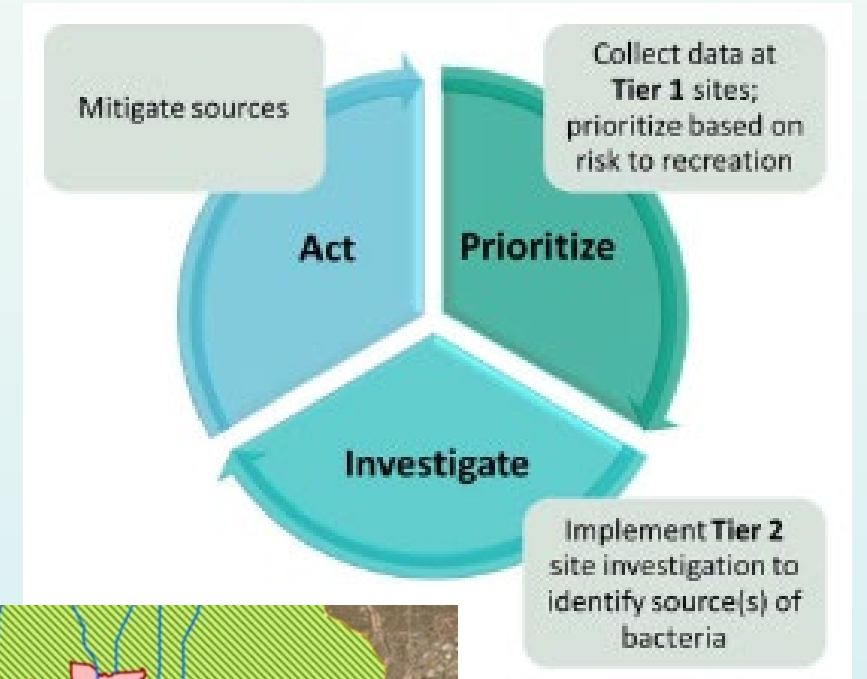 Mitigate sources
Collect data at
Tier 1 sites;
prioritize based on
risk to recreation
Act
Prioritize
Investigate
Implement Tier 2
site investigation to
identify source(s) of
bacteria